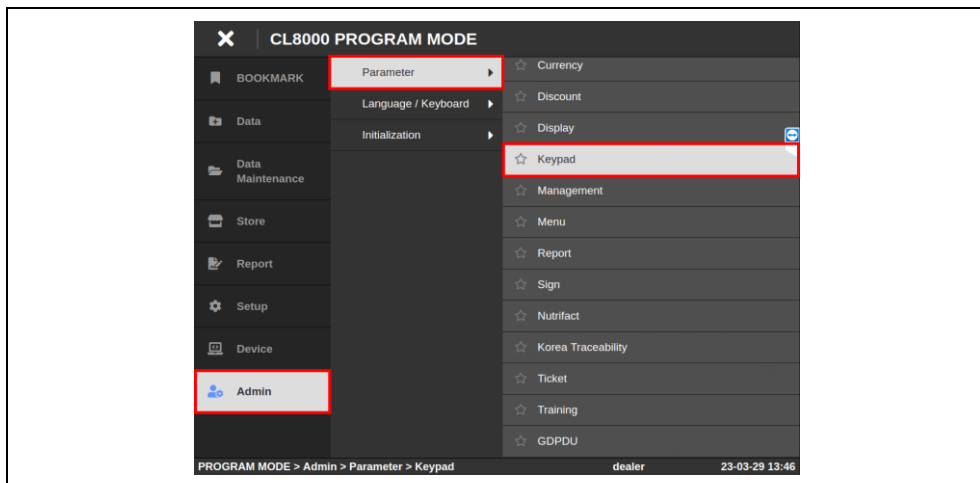 CL8000 PROGRAM MODE
BOOKMARK
Data
Data
Maintenance
Store
Report
Setup
Device
Admin
Parameter
Language / Keyboard
Initialization
Currency
Discount
Display
Keypad
Management
Menu
Report
Sign
Nutrifact
Korea Traceability
Ticket
Training
GDPDU
PROGRAM MODE > Admin > Parameter > Keypad dealer 23-03-29 13:46